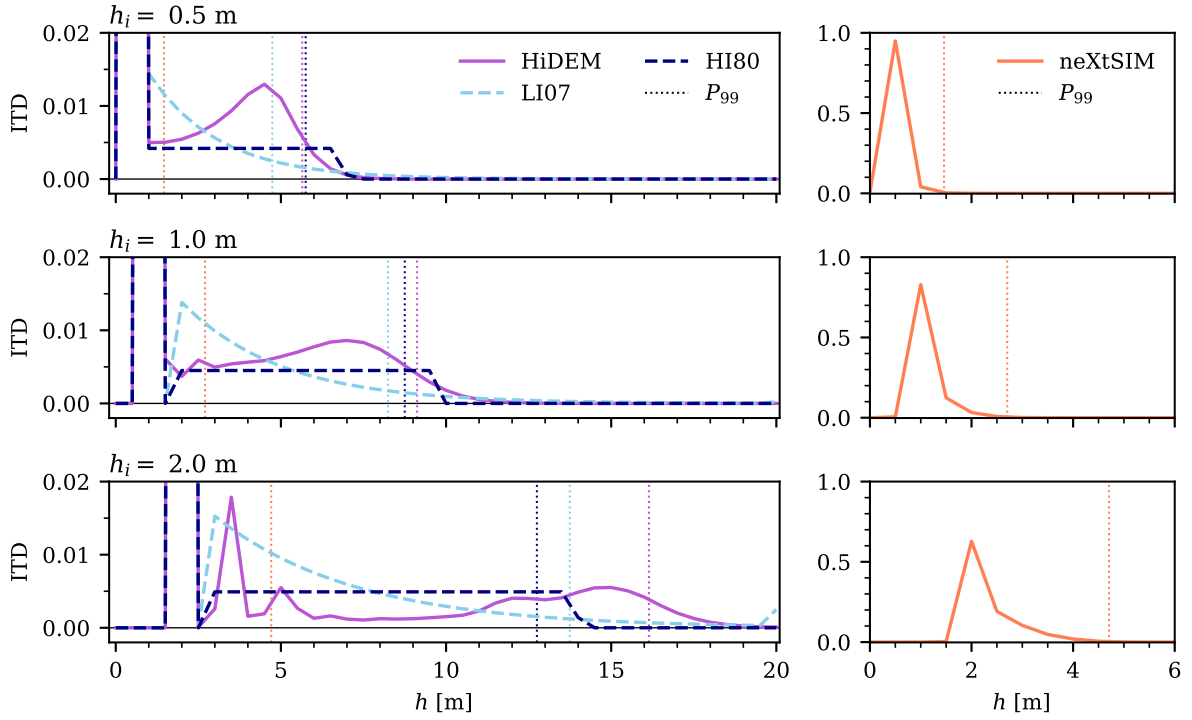 h_i = 0.5 m
0.02
0.01
0.00
ITD
HiDEM
LI07
HI80
P_99
1.0
0.5
0.0
neXtSIM
P_99
h_i = 1.0 m
0.02
0.01
0.00
ITD
1.0
0.5
0.0
h_i = 2.0 m
0.02
0.01
0.00
ITD
0 5 10 15 20
h [m]
1.0
0.5
0.0
0 2 4 6
h [m]